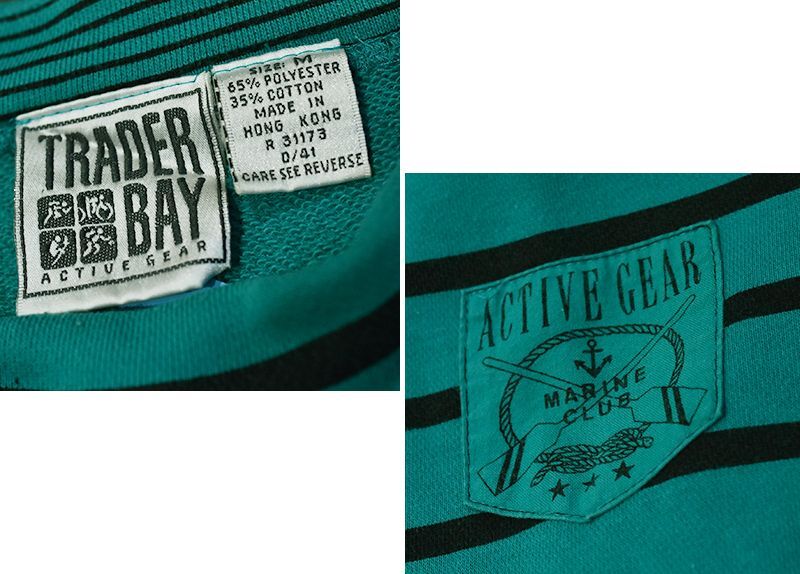 TRADER
BAY
ACTIVE GEAR
SIZE: M
65% POLYESTER
35% COTTON
MADE IN
HONG KONG
R 31173
D/41
CARE SEE REVERSE
ACTIVE GEAR
MARINE
CLUB